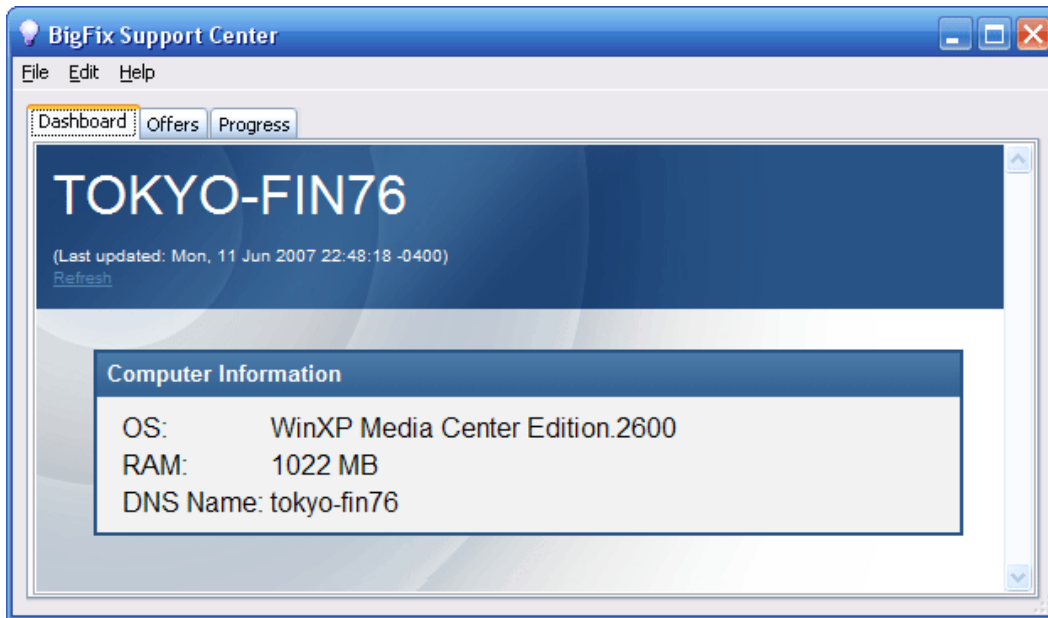 BigFix Support Center
File Edit Help
Dashboard Offers Progress
TOKYO-FIN76
(Last updated: Mon, 11 Jun 2007 22:48:18 -0400)
Refresh
Computer Information
OS: WinXP Media Center Edition.2600
RAM: 1022 MB
DNS Name: tokyo-fin76